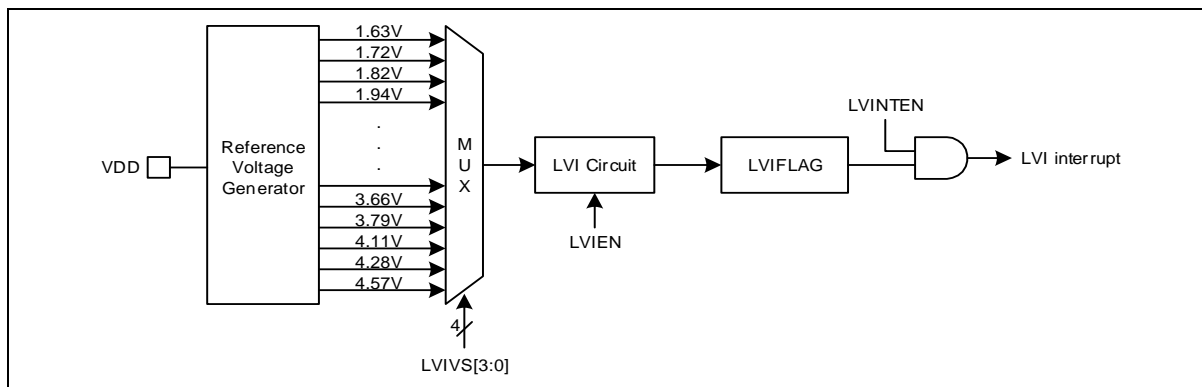 1.63V
1.72V
1.82V
1.94V
.
.
.
3.66V
3.79V
4.11V
4.28V
4.57V
VDD
Reference
Voltage
Generator
M
U
X
4
LVIVS[3:0]
LVI Circuit
LVIEN
LVIFLAG
LVINTEN
LVI interrupt